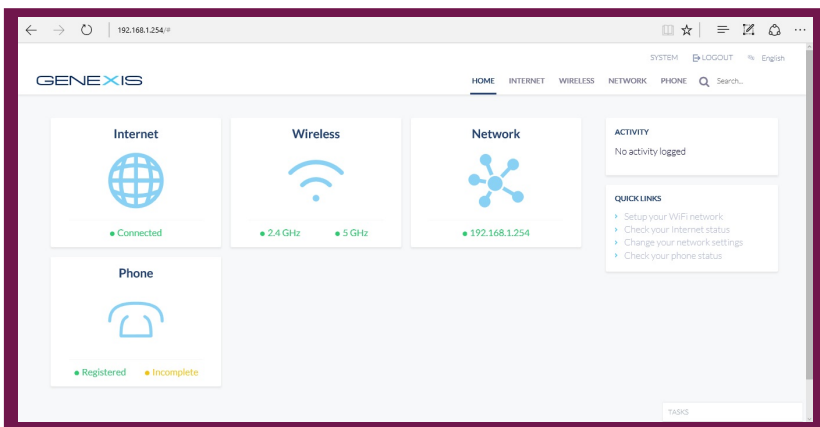 192.168.1.254/#
SYSTEM LOGOUT English
GENEXIS
HOME INTERNET WIRELESS NETWORK PHONE Search...
Internet
Connected
Wireless
2.4 GHz 5 GHz
Network
192.168.1.254
ACTIVITY
No activity logged
QUICK LINKS
Setup your WiFi network
Check your Internet status
Change your network settings
Check your phone status
Phone
Registered Incomplete
TASKS